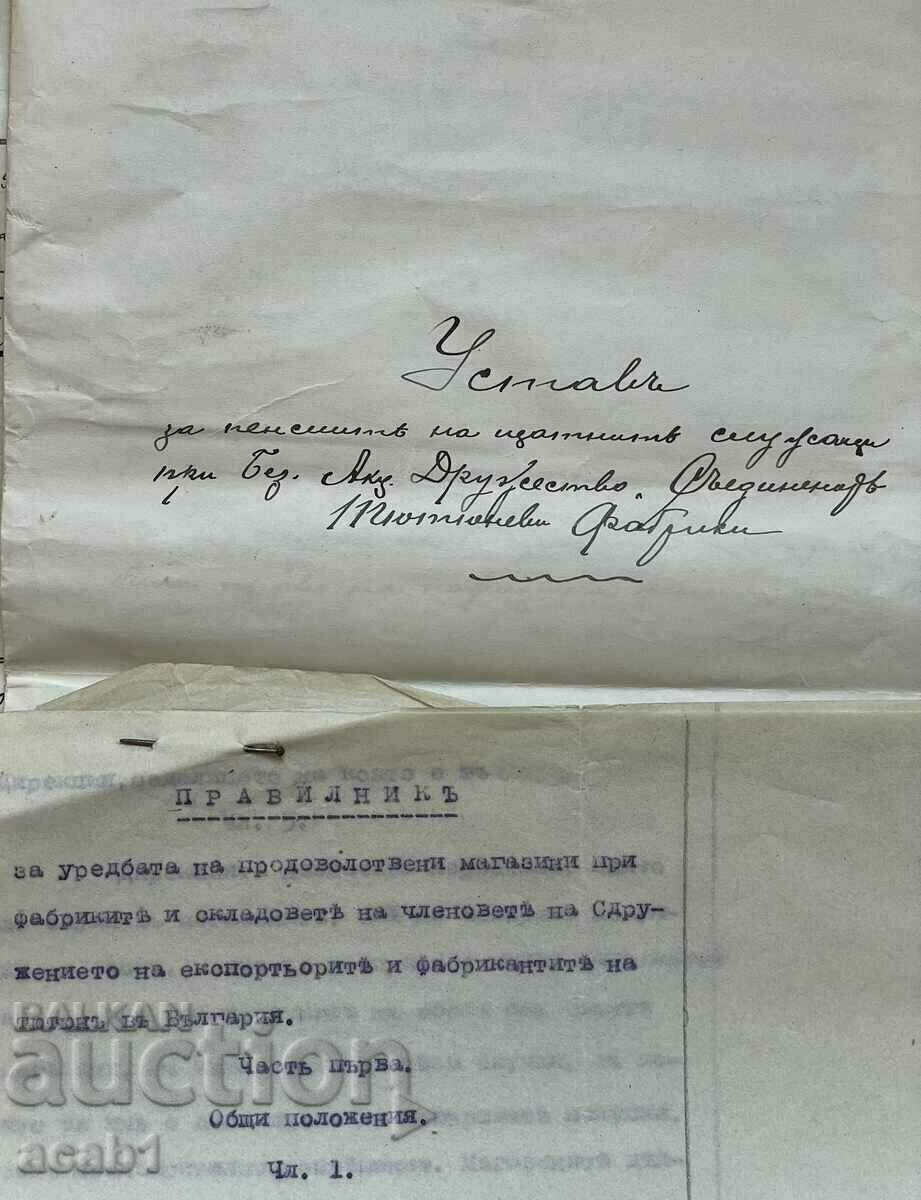 Уставъ
за пенсиитѣ на щатнитѣ служащи
при Без. Акц. Дружество „Съединени
Тютюневи Фабрики
ПРАВИЛНИКЪ
за уредбата на продоволствени магазини при
фабрикитѣ и складоветѣ на членоветѣ на Сдру-
жението на експортьоритѣ и фабрикантитѣ на
тютюнъ въ България.
Часть първа.
Общи положения.
Чл. 1.
BALKAN
auction
acab1